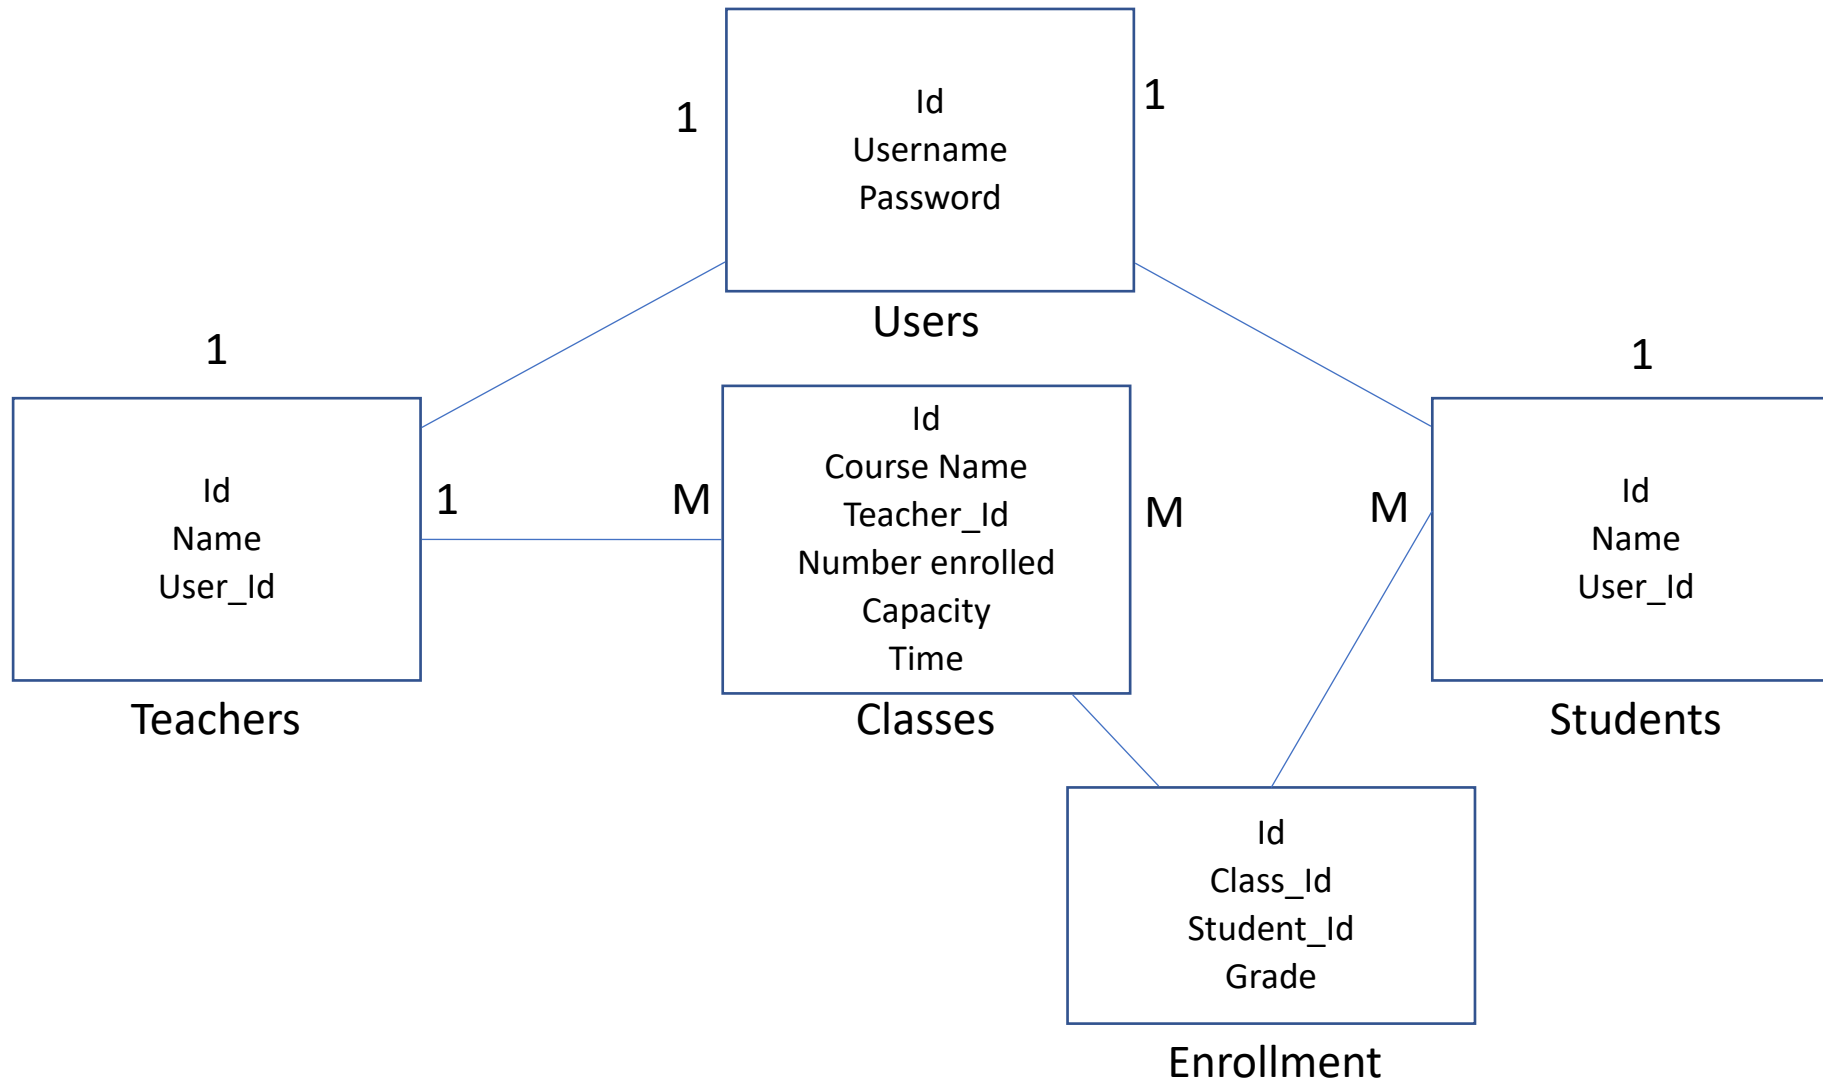 1
1
Id
Username
Password
Users
1
1
Id
Name
User_Id
Teachers
1
M
Id
Course Name
Teacher_Id
Number enrolled
Capacity
Time
Classes
M
M
Id
Name
User_Id
Students
Id
Class_Id
Student_Id
Grade
Enrollment